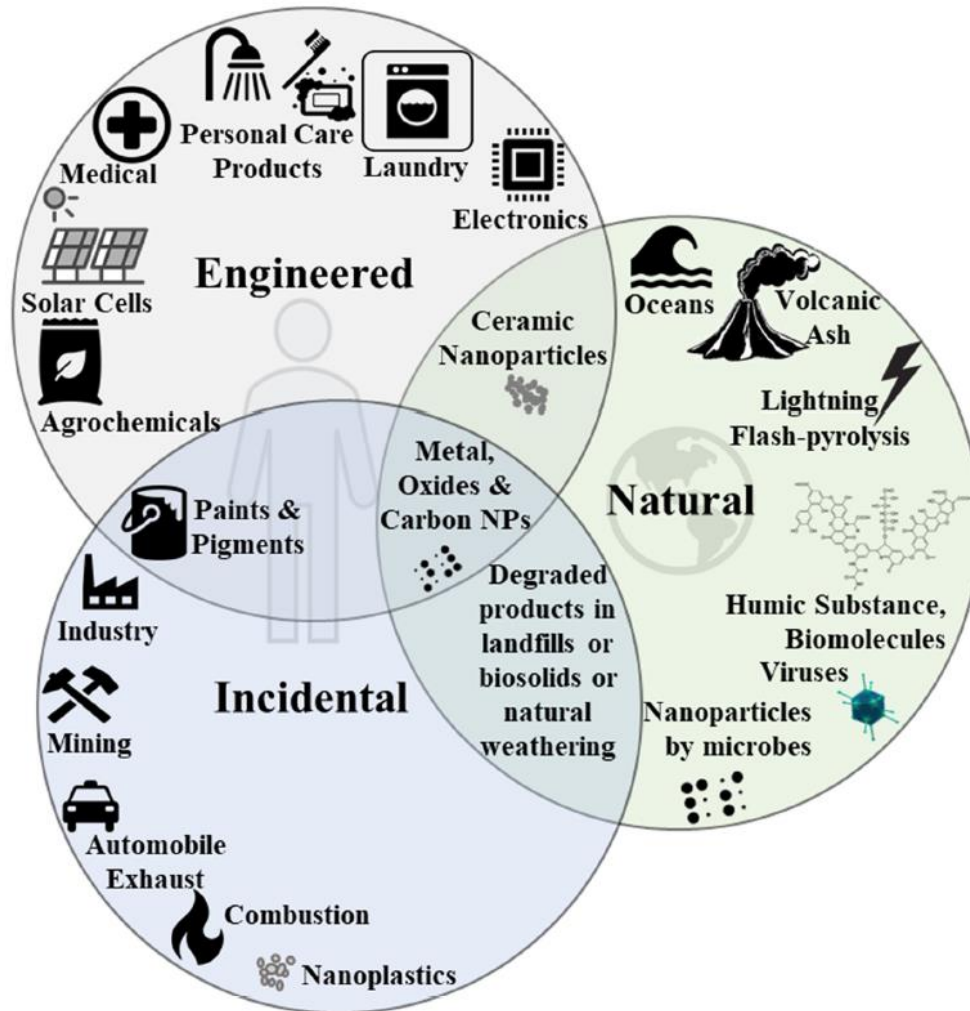 Personal Care
Products
Laundry
Medical
Electronics
Solar Cells
Engineered
Agrochemicals
Ceramic
Nanoparticles
Oceans
Volcanic
Ash
Lightning
Flash-pyrolysis
Natural
Humic Substance,
Biomolecules
Viruses
Nanoparticles
by microbes
Metal,
Oxides &
Carbon NPs
Paints &
Pigments
Degraded
products in
landfills or
biosolids or
natural
weathering
Industry
Incidental
Mining
Automobile
Exhaust
Combustion
Nanoplastics